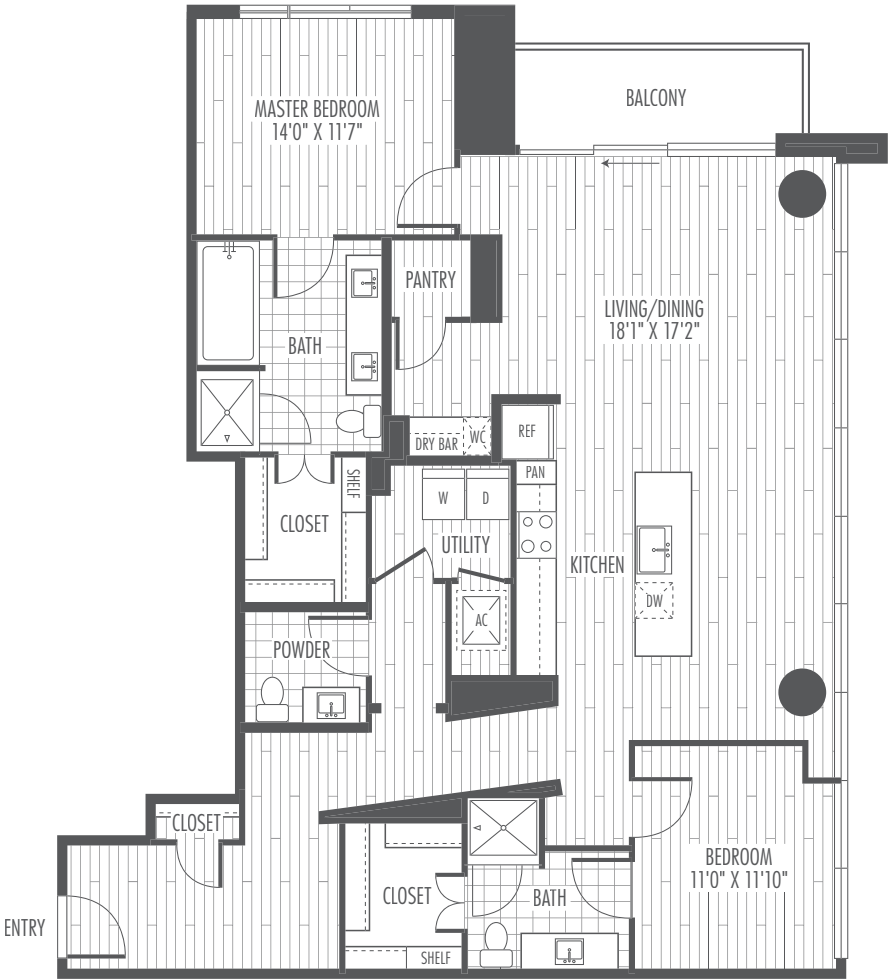 BALCONY
MASTER BEDROOM
14'0" X 11'7"
PANTRY
LIVING/DINING
18'1" X 17'2"
BATH
DRY BAR
WC
REF
PAN
SHELF
W
D
CLOSET
UTILITY
KITCHEN
DW
AC
POWDER
CLOSET
BEDROOM
11'0" X 11'10"
CLOSET
BATH
ENTRY
SHELF